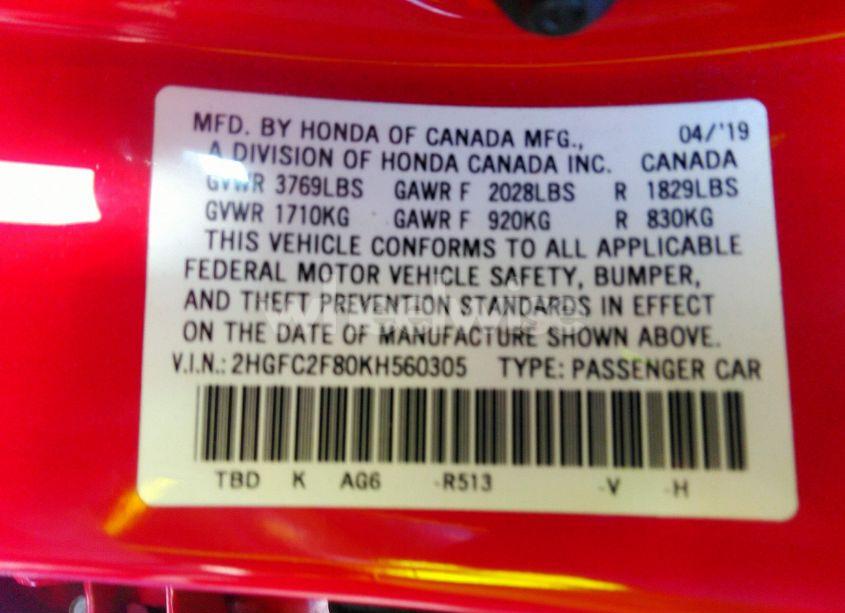 MFD. BY HONDA OF CANADA MFG., 04/'19
A DIVISION OF HONDA CANADA INC. CANADA
GVWR 3769LBS GAWR F 2028LBS R 1829LBS
GVWR 1710KG GAWR F 920KG R 830KG
THIS VEHICLE CONFORMS TO ALL APPLICABLE
FEDERAL MOTOR VEHICLE SAFETY, BUMPER,
AND THEFT PREVENTION STANDARDS IN EFFECT
ON THE DATE OF MANUFACTURE SHOWN ABOVE.
V.I.N.: 2HGFC2F80KH560305 TYPE: PASSENGER CAR
TBD K AG6 -R513 -V -H